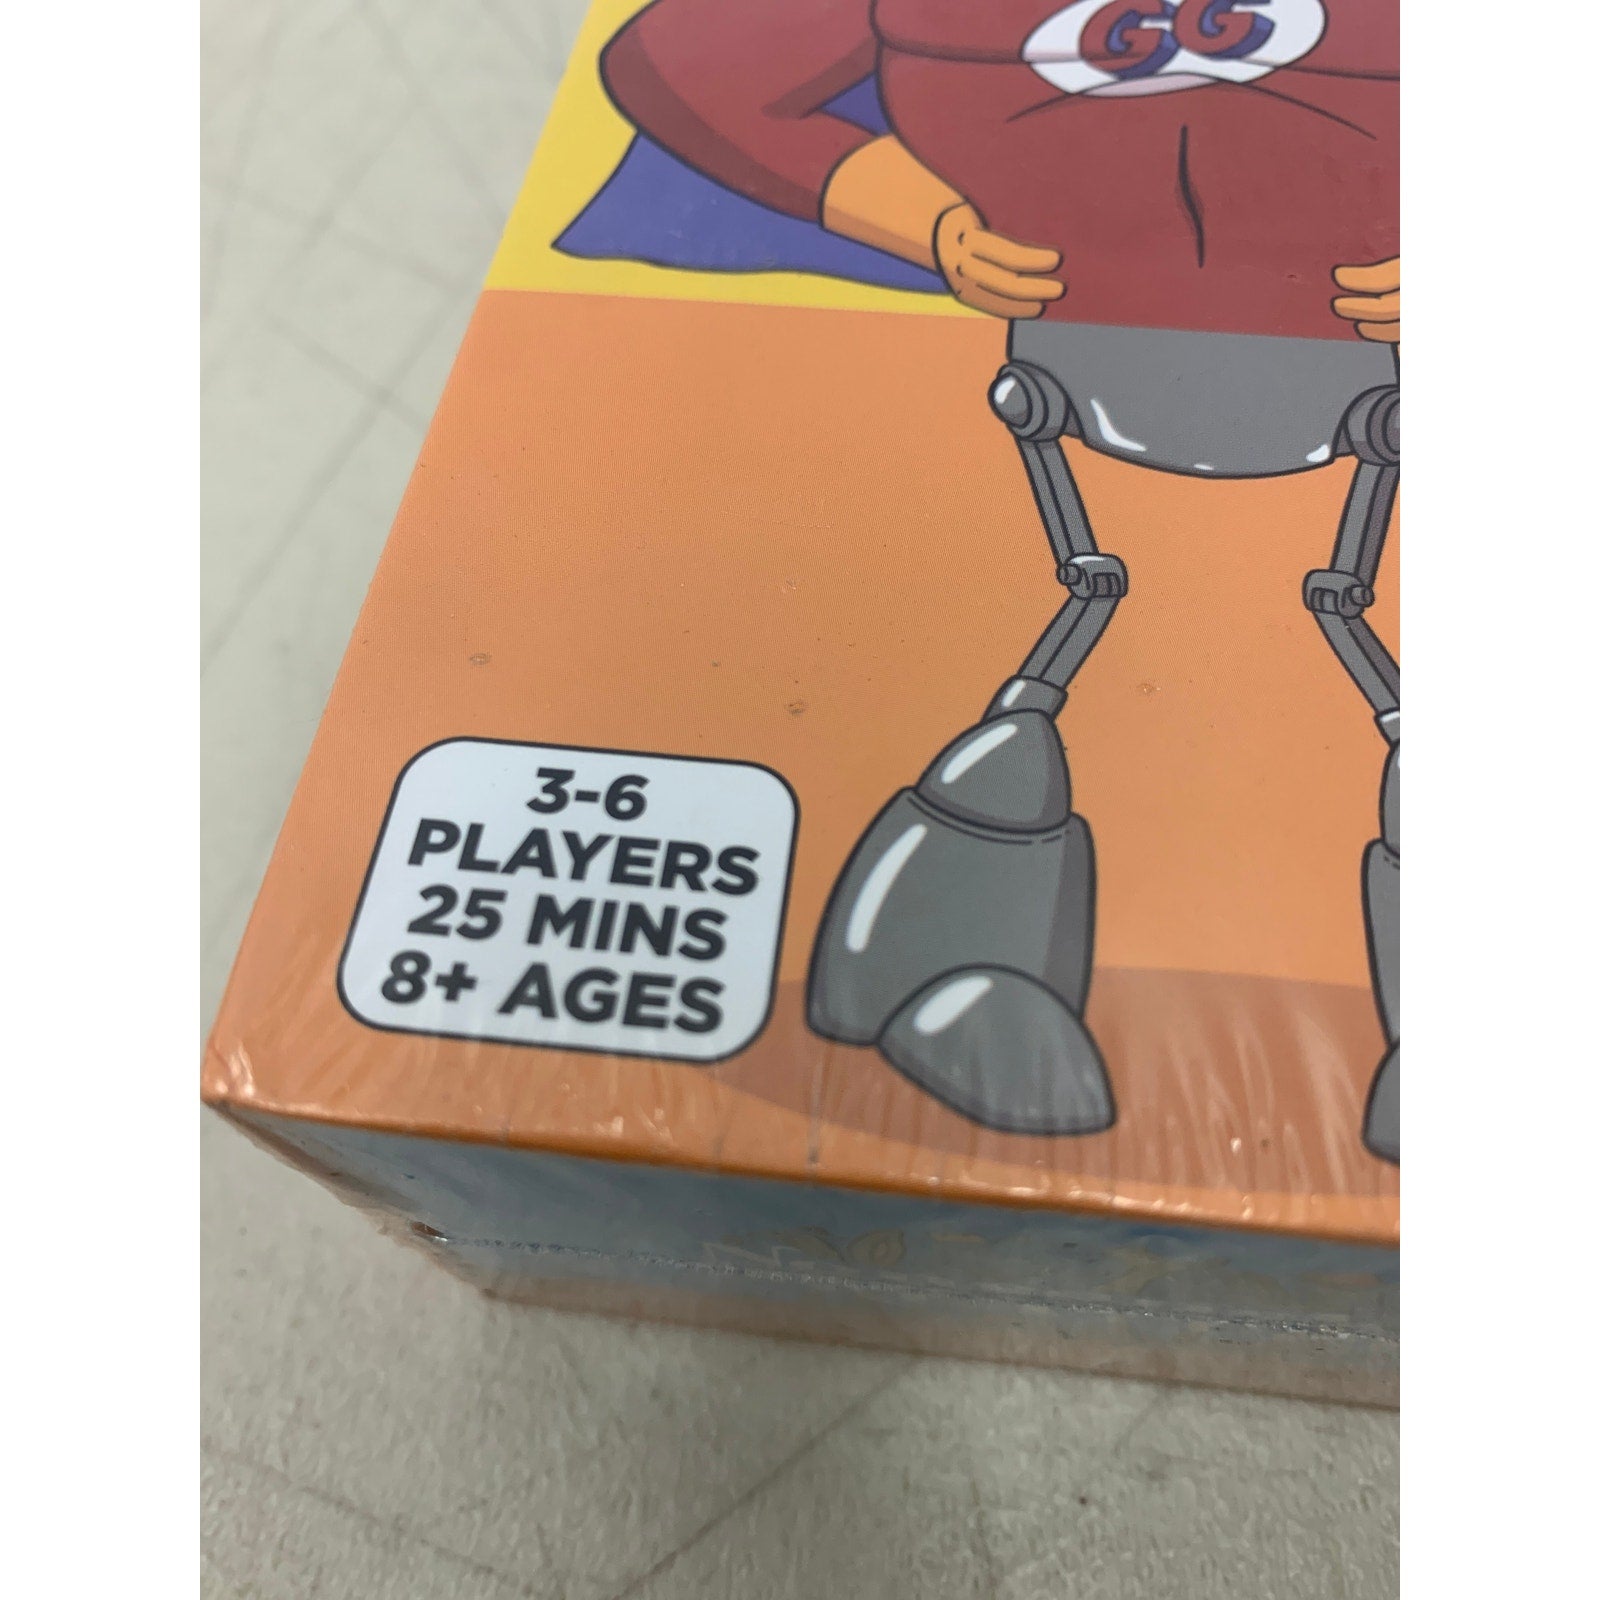 GG
3-6
PLAYERS
25 MINS
8+ AGES